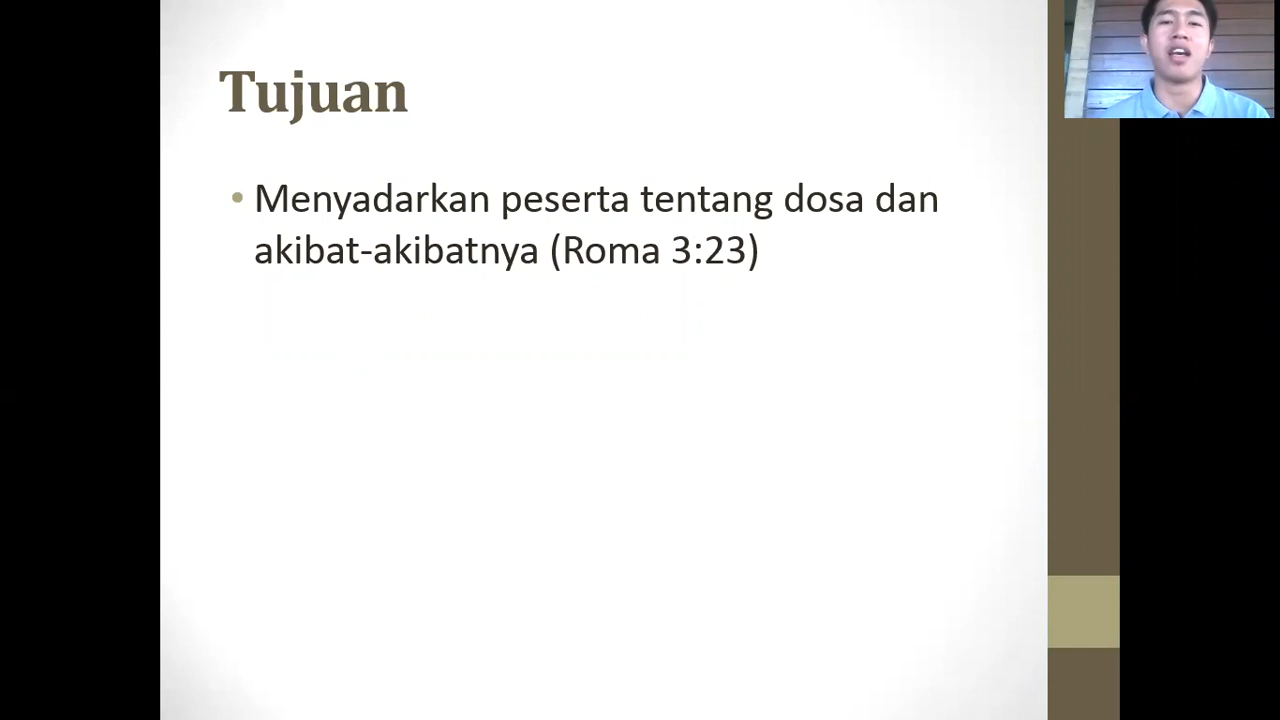 Tujuan
• Menyadarkan peserta tentang dosa dan
akibat-akibatnya (Roma 3:23)